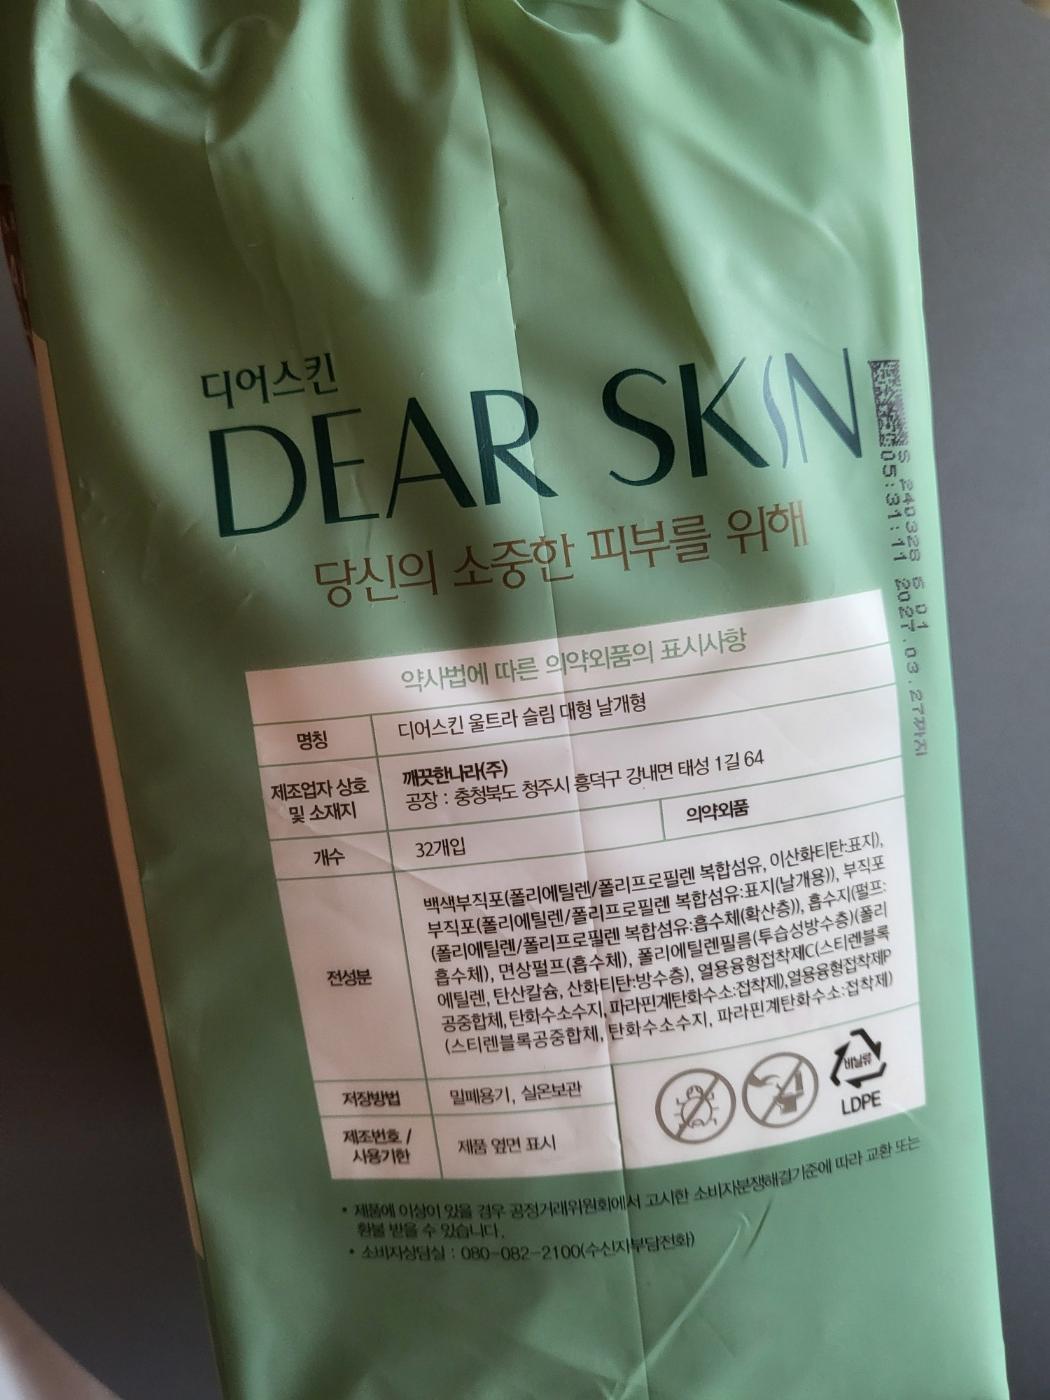 디어스킨
DEAR SKIN
당신의 소중한 피부를 위해
S 240328 5 01
05:31:11 2027.03.27까지
약사법에 따른 의약외품의 표시사항
명칭
디어스킨 울트라 슬림 대형 날개형
제조업자 상호
및 소재지
깨끗한나라(주)
공장 : 충청북도 청주시 흥덕구 강내면 태성 1길 64
개수
32개입
의약외품
전성분
백색부직포(폴리에틸렌/폴리프로필렌 복합섬유, 이산화티탄:표지),
부직포(폴리에틸렌/폴리프로필렌 복합섬유:표지(날개용)), 부직포
(폴리에틸렌/폴리프로필렌 복합섬유:흡수체(확산층)), 흡수지(펄프:
흡수체), 면상펄프(흡수체), 폴리에틸렌필름(투습성방수층)(폴리
에틸렌, 탄산칼슘, 산화티탄:방수층), 열용융형접착제C(스티렌블록
공중합체, 탄화수소수지, 파라핀계탄화수소:접착제),열용융형접착제P
(스티렌블록공중합체, 탄화수소수지, 파라핀계탄화수소:접착제)
저장방법
밀폐용기, 실온보관
제조번호 /
사용기한
제품 옆면 표시
비닐류
LDPE
• 제품에 이상이 있을 경우 공정거래위원회에서 고시한 소비자분쟁해결기준에 따라 교환 또는
환불 받을 수 있습니다.
• 소비자상담실 : 080-082-2100(수신자부담전화)